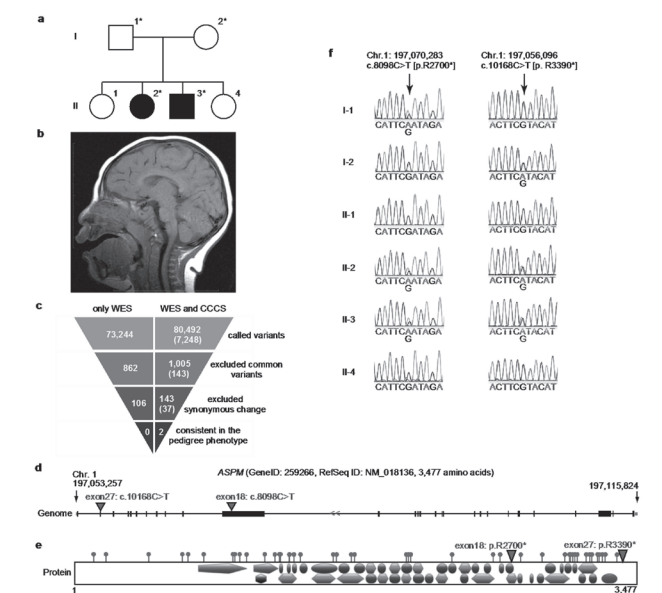 a
I
1*
2*
II
1
2*
3*
4
b
c
only WES
WES and CCCS
73,244
80,492
(7,248)
called variants
862
1,005
(143)
excluded common
variants
106
143
(37)
excluded
synonymous change
0
2
consistent in the
pedigree phenotype
f
Chr.1: 197,070,283
c.8098C>T [p.R2700*]
Chr.1: 197,056,096
c.10168C>T [p. R3390*]
I-1
CATTCAATAGA
G
ACTTCGTACAT
I-2
CATTCGATAGA
ACTTCATACAT
G
II-1
CATTCGATAGA
ACTTCGTACAT
II-2
CATTCAATAGA
G
ACTTCATACAT
G
II-3
CATTCAATAGA
G
ACTTCATACAT
G
II-4
CATTCGATAGA
ACTTCGTACAT
d
Chr. 1
197,053,257
ASPM (GeneID: 259266, RefSeq ID: NM_018136, 3,477 amino acids)
197,115,824
exon27: c.10168C>T
exon18: c.8098C>T
Genome
<<
e
exon18: p.R2700*
exon27: p.R3390*
Protein
1
3,477